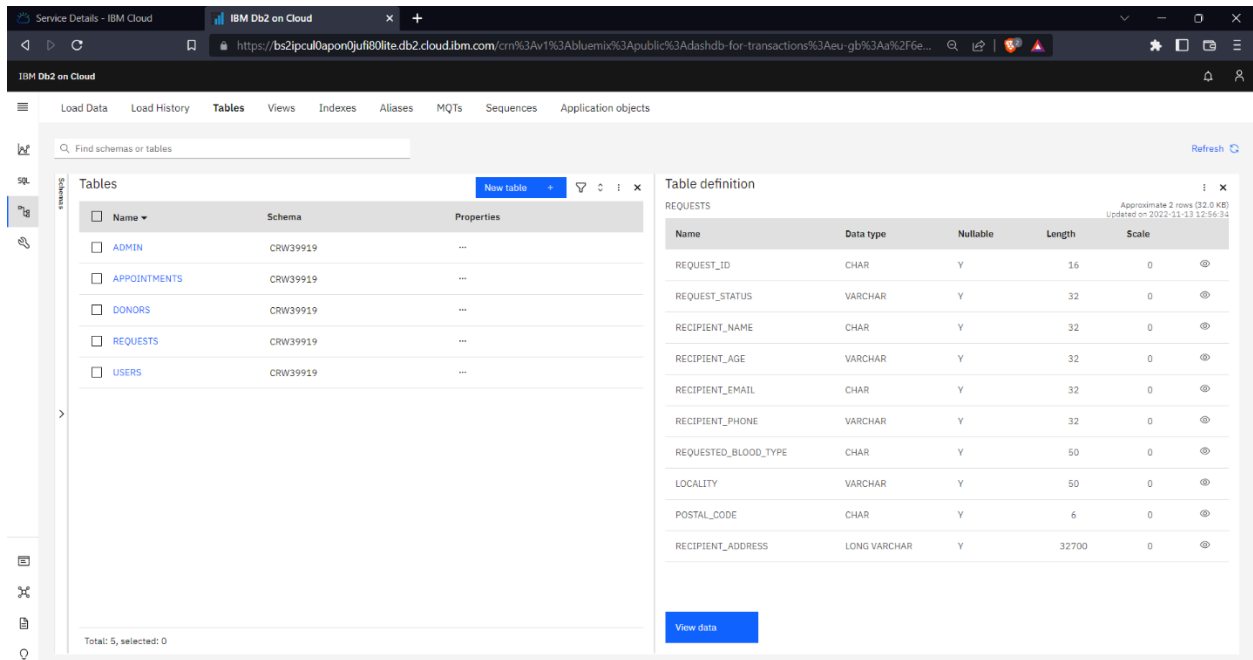 Service Details - IBM Cloud
IBM Db2 on Cloud
https://bs2ipcul0apon0jufi80lite.db2.cloud.ibm.com/crn%3Av1%3Abluemix%3Apublic%3Adashdb-for-transactions%3Aeu-gb%3Aa%2F6e...
IBM Db2 on Cloud
Load Data Load History Tables Views Indexes Aliases MQTs Sequences Application objects
Find schemas or tables
Refresh
SQL
Schemas
Tables
New table +
Name Schema Properties
ADMIN CRW39919 ...
APPOINTMENTS CRW39919 ...
DONORS CRW39919 ...
REQUESTS CRW39919 ...
USERS CRW39919 ...
Total: 5, selected: 0
Table definition
REQUESTS
Approximate 2 rows (32.0 KB)
Updated on 2022-11-13 12:56:34
Name Data type Nullable Length Scale
REQUEST_ID CHAR Y 16 0
REQUEST_STATUS VARCHAR Y 32 0
RECIPIENT_NAME CHAR Y 32 0
RECIPIENT_AGE VARCHAR Y 32 0
RECIPIENT_EMAIL CHAR Y 32 0
RECIPIENT_PHONE VARCHAR Y 32 0
REQUESTED_BLOOD_TYPE CHAR Y 50 0
LOCALITY VARCHAR Y 50 0
POSTAL_CODE CHAR Y 6 0
RECIPIENT_ADDRESS LONG VARCHAR Y 32700 0
View data